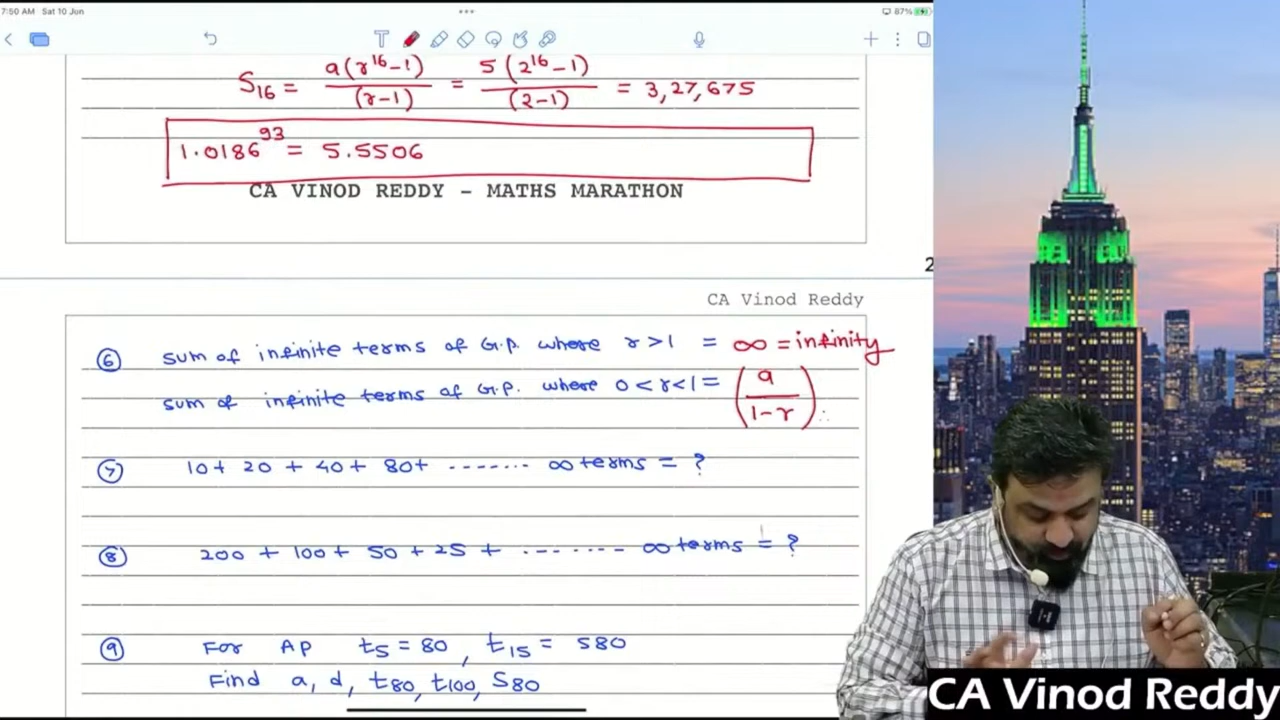 7:50 AM Sat 10 Jun
87%
S₁₆ = a(r¹⁶-1) / (r-1) = 5(2¹⁶-1) / (2-1) = 3,27,675
1.0186⁹³ = 5.5506
CA VINOD REDDY - MATHS MARATHON
2
CA Vinod Reddy
⑥ sum of infinite terms of G.P. where r>1 = ∞ = infinity
sum of infinite terms of G.P. where 0<r<1 = (a / 1-r)
⑦ 10+ 20 + 40+ 80+ ....... ∞ terms = ?
⑧ 200 + 100+ 50 +25 + ........ ∞ terms = ?
⑨ For AP t₅ = 80, t₁₅ = 580
Find a, d, t₈₀, t₁₀₀, S₈₀
CA Vinod Reddy